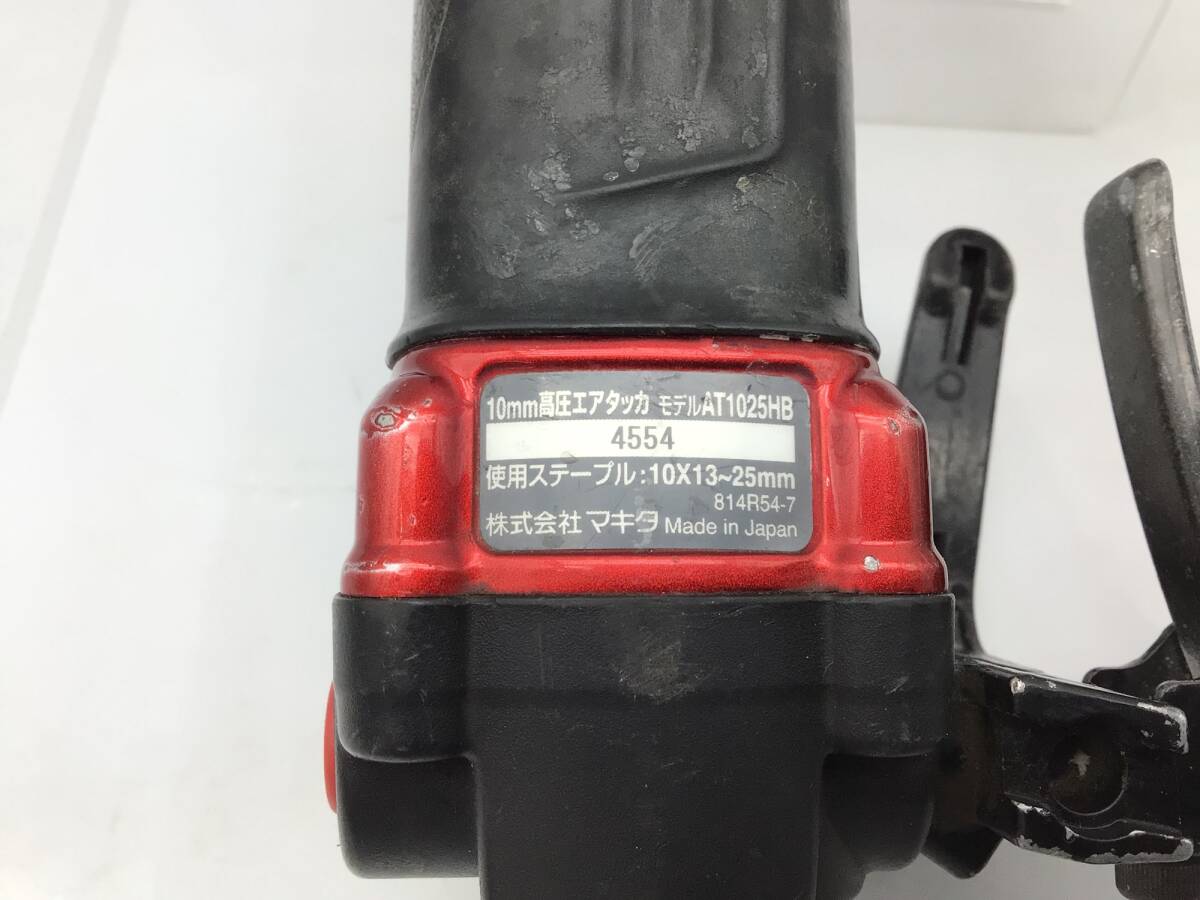 10mm高圧エアタッカ モデルAT1025HB
4554
使用ステープル:10X13~25mm
814R54-7
株式会社 マキタ Made in Japan